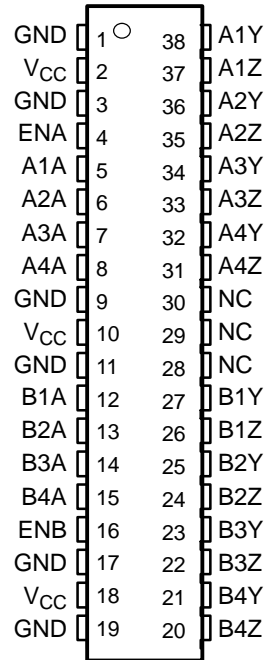 GND 1 38 A1Y
VCC 2 37 A1Z
GND 3 36 A2Y
ENA 4 35 A2Z
A1A 5 34 A3Y
A2A 6 33 A3Z
A3A 7 32 A4Y
A4A 8 31 A4Z
GND 9 30 NC
VCC 10 29 NC
GND 11 28 NC
B1A 12 27 B1Y
B2A 13 26 B1Z
B3A 14 25 B2Y
B4A 15 24 B2Z
ENB 16 23 B3Y
GND 17 22 B3Z
VCC 18 21 B4Y
GND 19 20 B4Z